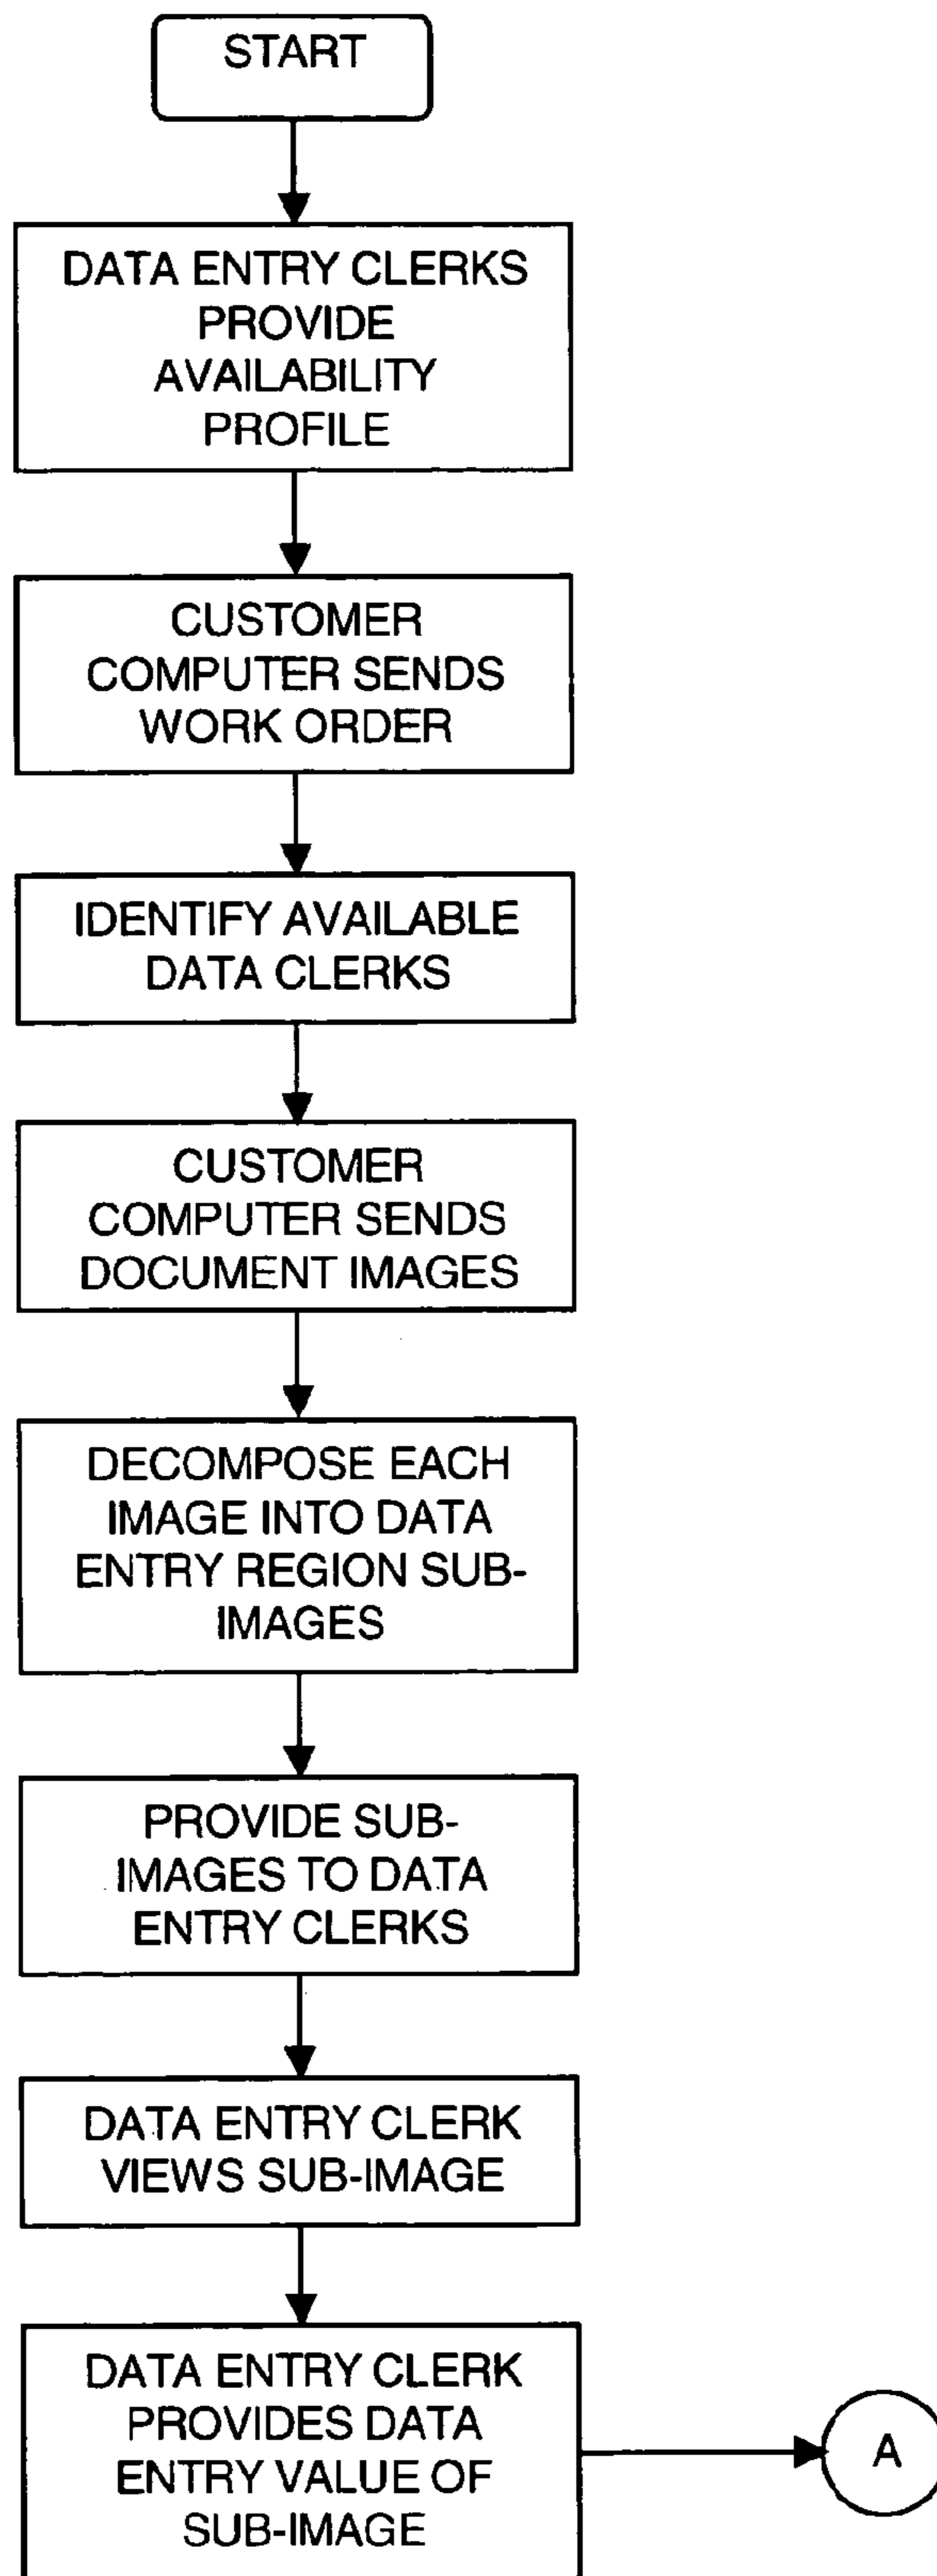 START
DATA ENTRY CLERKS
PROVIDE
AVAILABILITY
PROFILE
CUSTOMER
COMPUTER SENDS
WORK ORDER
IDENTIFY AVAILABLE
DATA CLERKS
CUSTOMER
COMPUTER SENDS
DOCUMENT IMAGES
DECOMPOSE EACH
IMAGE INTO DATA
ENTRY REGION SUB-
IMAGES
PROVIDE SUB-
IMAGES TO DATA
ENTRY CLERKS
DATA ENTRY CLERK
VIEWS SUB-IMAGE
DATA ENTRY CLERK
PROVIDES DATA
ENTRY VALUE OF
SUB-IMAGE
A